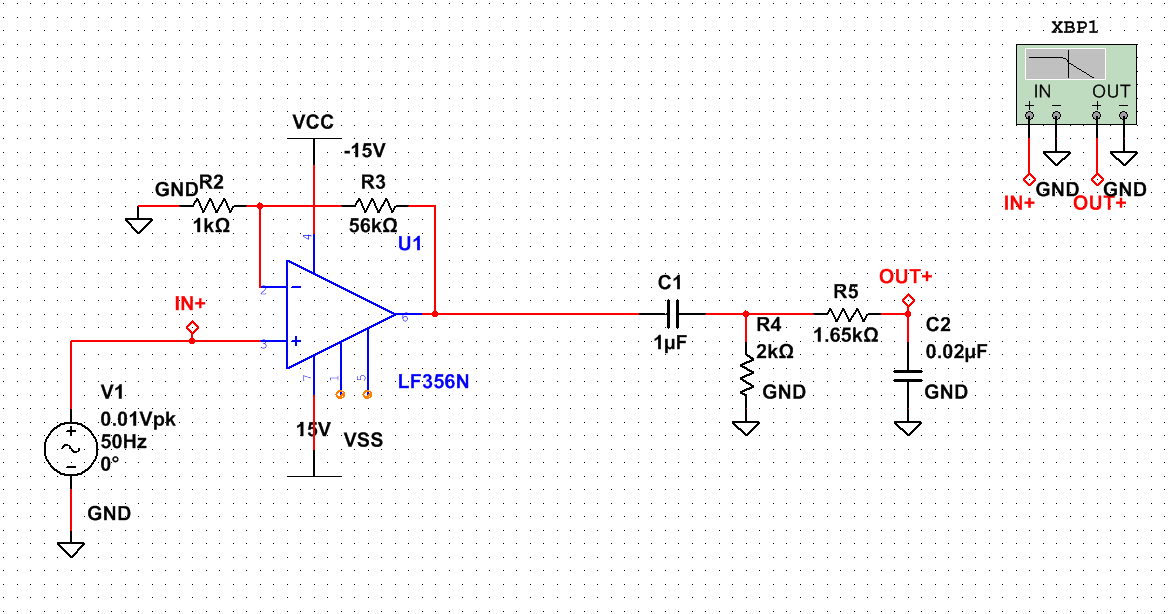 XBP1
IN OUT
+ − + −
GND GND
IN+ OUT+
VCC
-15V
GND
R2
1kΩ
R3
56kΩ
U1
4
2
3
6
7
1
5
LF356N
15V
VSS
IN+
V1
0.01Vpk
50Hz
0°
GND
C1
1µF
R4
2kΩ
GND
R5
1.65kΩ
OUT+
C2
0.02µF
GND